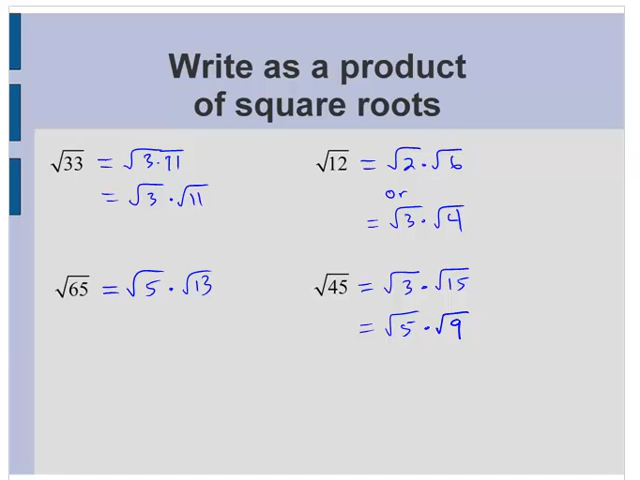 Write as a product
of square roots
√33 = √3·11
= √3 · √11
√12 = √2 · √6
or
= √3 · √4
√65 = √5 · √13
√45 = √3 · √15
= √5 · √9